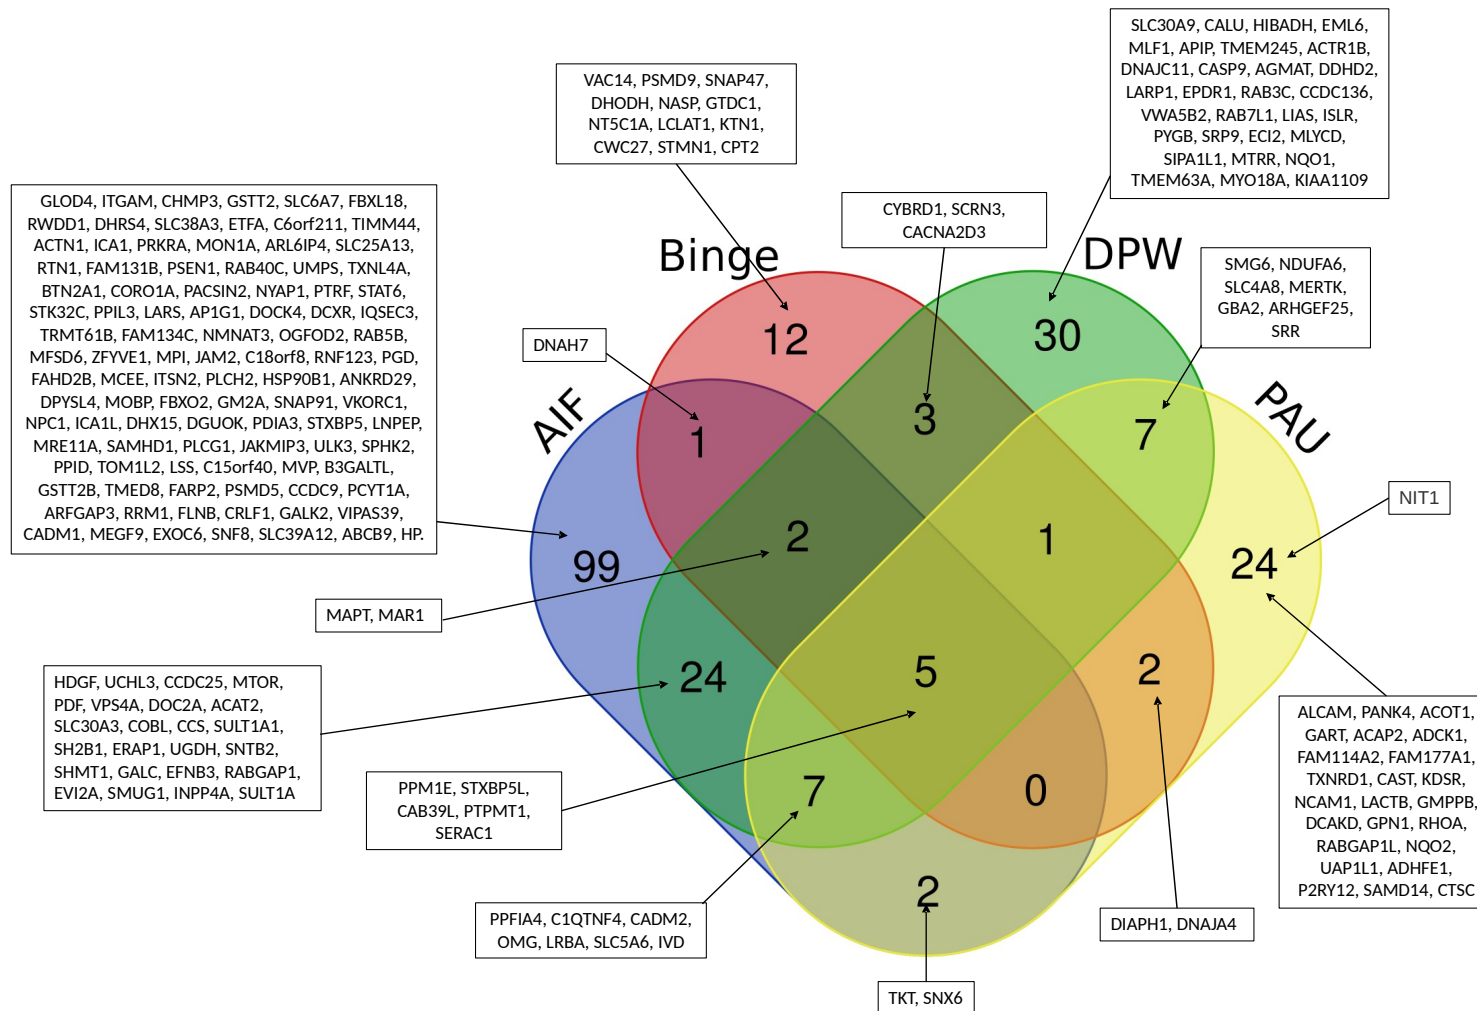 SLC30A9, CALU, HIBADH, EML6,
MLF1, APIP, TMEM245, ACTR1B,
DNAJC11, CASP9, AGMAT, DDHD2,
LARP1, EPDR1, RAB3C, CCDC136,
VWA5B2, RAB7L1, LIAS, ISLR,
PYGB, SRP9, ECI2, MLYCD,
SIPA1L1, MTRR, NQO1,
TMEM63A, MYO18A, KIAA1109
VAC14, PSMD9, SNAP47,
DHODH, NASP, GTDC1,
NT5C1A, LCLAT1, KTN1,
CWC27, STMN1, CPT2
GLOD4, ITGAM, CHMP3, GSTT2, SLC6A7, FBXL18,
RWDD1, DHRS4, SLC38A3, ETFA, C6orf211, TIMM44,
ACTN1, ICA1, PRKRA, MON1A, ARL6IP4, SLC25A13,
RTN1, FAM131B, PSEN1, RAB40C, UMPS, TXNL4A,
BTN2A1, CORO1A, PACSIN2, NYAP1, PTRF, STAT6,
STK32C, PPIL3, LARS, AP1G1, DOCK4, DCXR, IQSEC3,
TRMT61B, FAM134C, NMNAT3, OGFOD2, RAB5B,
MFSD6, ZFYVE1, MPI, JAM2, C18orf8, RNF123, PGD,
FAHD2B, MCEE, ITSN2, PLCH2, HSP90B1, ANKRD29,
DPYSL4, MOBP, FBXO2, GM2A, SNAP91, VKORC1,
NPC1, ICA1L, DHX15, DGUOK, PDIA3, STXBP5, LNPEP,
MRE11A, SAMHD1, PLCG1, JAKMIP3, ULK3, SPHK2,
PPID, TOM1L2, LSS, C15orf40, MVP, B3GALTL,
GSTT2B, TMED8, FARP2, PSMD5, CCDC9, PCYT1A,
ARFGAP3, RRM1, FLNB, CRLF1, GALK2, VIPAS39,
CADM1, MEGF9, EXOC6, SNF8, SLC39A12, ABCB9, HP.
CYBRD1, SCRN3,
CACNA2D3
Binge
DPW
SMG6, NDUFA6,
SLC4A8, MERTK,
GBA2, ARHGEF25,
SRR
DNAH7
AIF
PAU
12
30
1
3
7
NIT1
99
2
1
24
MAPT, MAR1
HDGF, UCHL3, CCDC25, MTOR,
PDF, VPS4A, DOC2A, ACAT2,
SLC30A3, COBL, CCS, SULT1A1,
SH2B1, ERAP1, UGDH, SNTB2,
SHMT1, GALC, EFNB3, RABGAP1,
EVI2A, SMUG1, INPP4A, SULT1A
24
5
2
ALCAM, PANK4, ACOT1,
GART, ACAP2, ADCK1,
FAM114A2, FAM177A1,
TXNRD1, CAST, KDSR,
NCAM1, LACTB, GMPPB,
DCAKD, GPN1, RHOA,
RABGAP1L, NQO2,
UAP1L1, ADHFE1,
P2RY12, SAMD14, CTSC
PPM1E, STXBP5L,
CAB39L, PTPMT1,
SERAC1
7
0
2
PPFIA4, C1QTNF4, CADM2,
OMG, LRBA, SLC5A6, IVD
DIAPH1, DNAJA4
TKT, SNX6